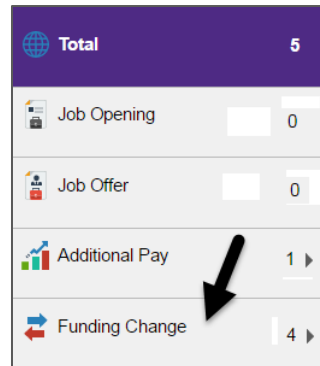 Total 5
Job Opening 0
Job Offer 0
Additional Pay 1
Funding Change 4